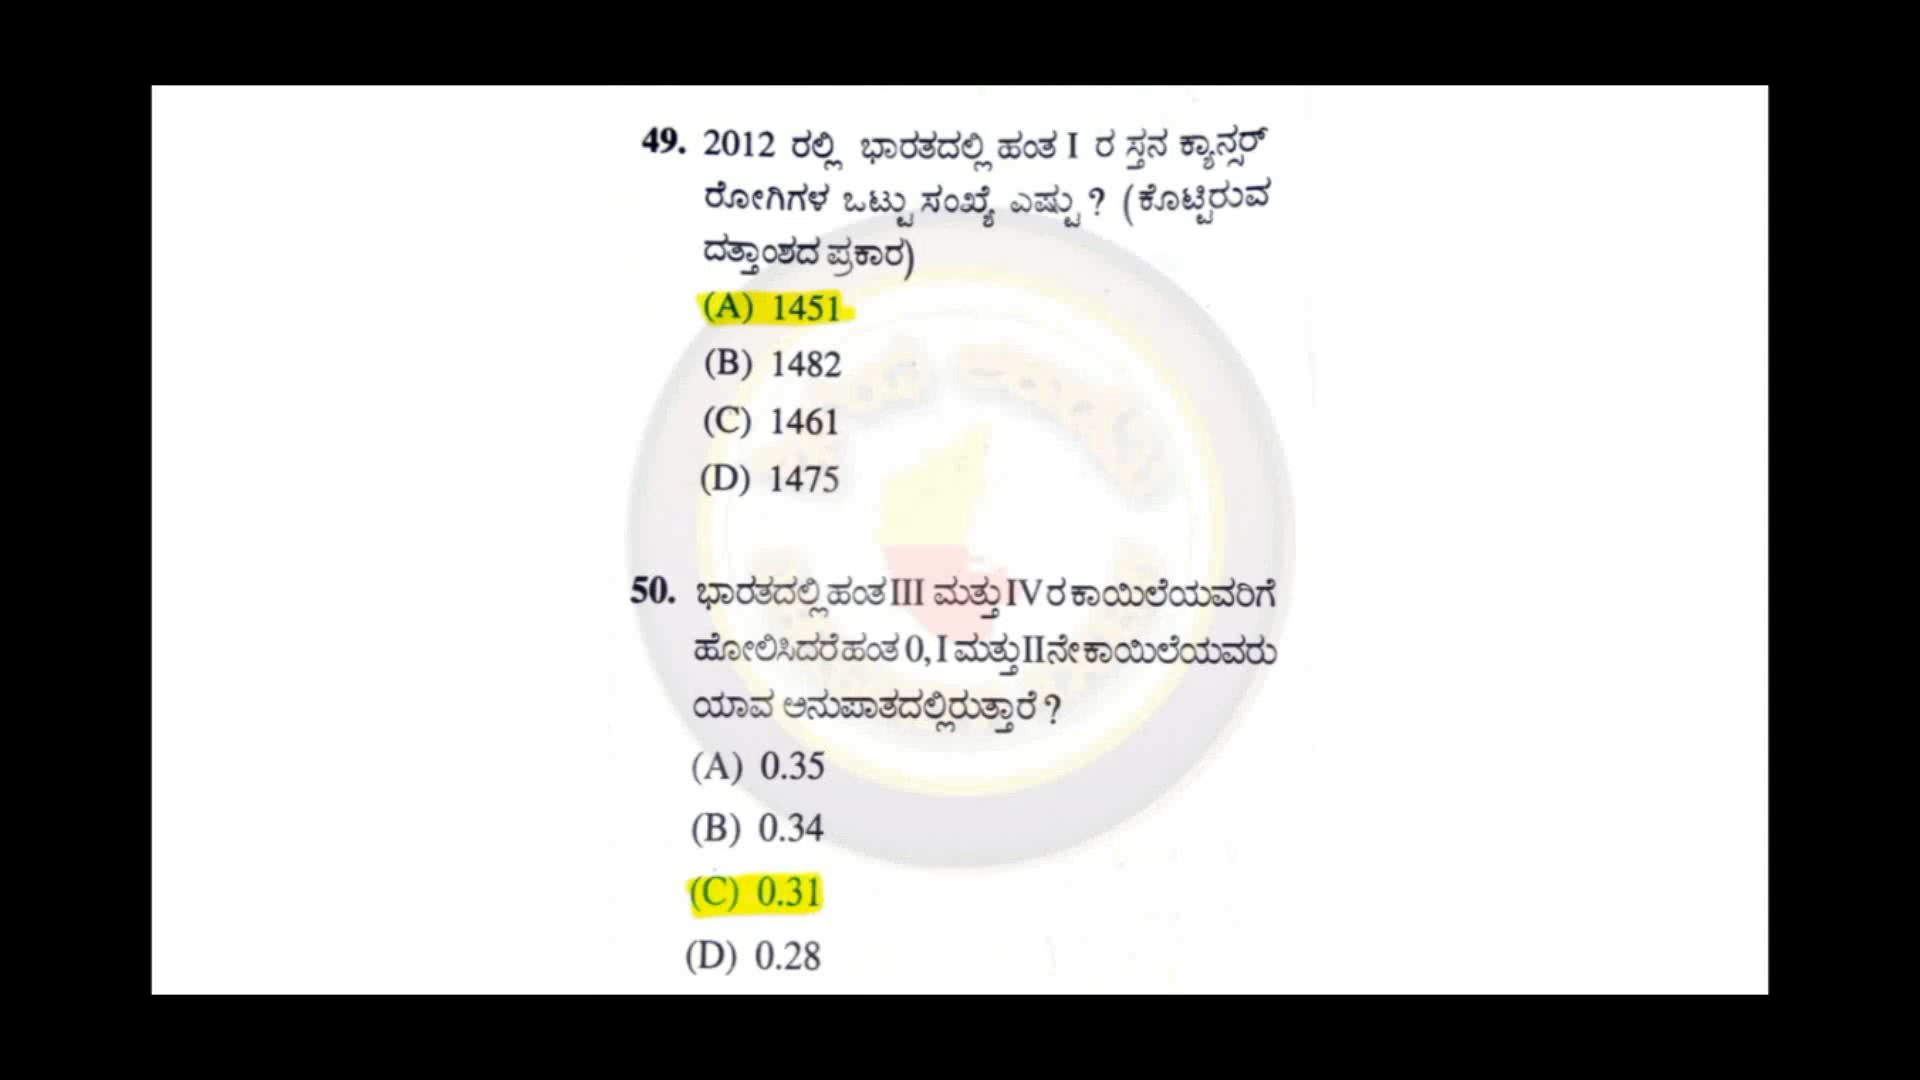 49. 2012 ರಲ್ಲಿ ಭಾರತದಲ್ಲಿ ಹಂತ I ರ ಸ್ತನ ಕ್ಯಾನ್ಸರ್
ರೋಗಿಗಳ ಒಟ್ಟು ಸಂಖ್ಯೆ ಎಷ್ಟು ? (ಕೊಟ್ಟಿರುವ
ದತ್ತಾಂಶದ ಪ್ರಕಾರ)
(A) 1451
(B) 1482
(C) 1461
(D) 1475
50. ಭಾರತದಲ್ಲಿ ಹಂತ III ಮತ್ತು IV ರ ಕಾಯಿಲೆಯವರಿಗೆ
ಹೋಲಿಸಿದರೆ ಹಂತ 0, I ಮತ್ತು II ನೇ ಕಾಯಿಲೆಯವರು
ಯಾವ ಅನುಪಾತದಲ್ಲಿರುತ್ತಾರೆ ?
(A) 0.35
(B) 0.34
(C) 0.31
(D) 0.28